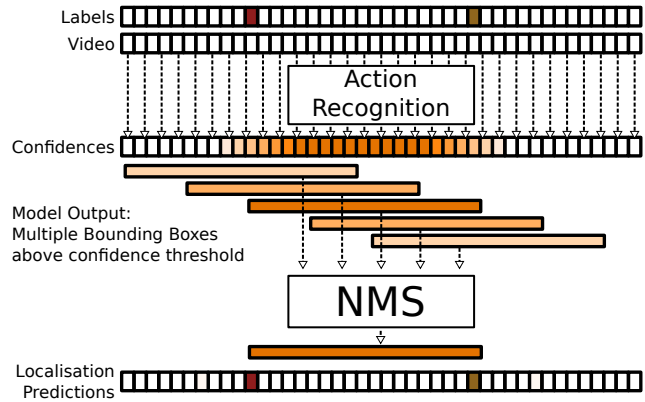 Labels
Video
Action
Recognition
Confidences
Model Output:
Multiple Bounding Boxes
above confidence threshold
NMS
Localisation
Predictions